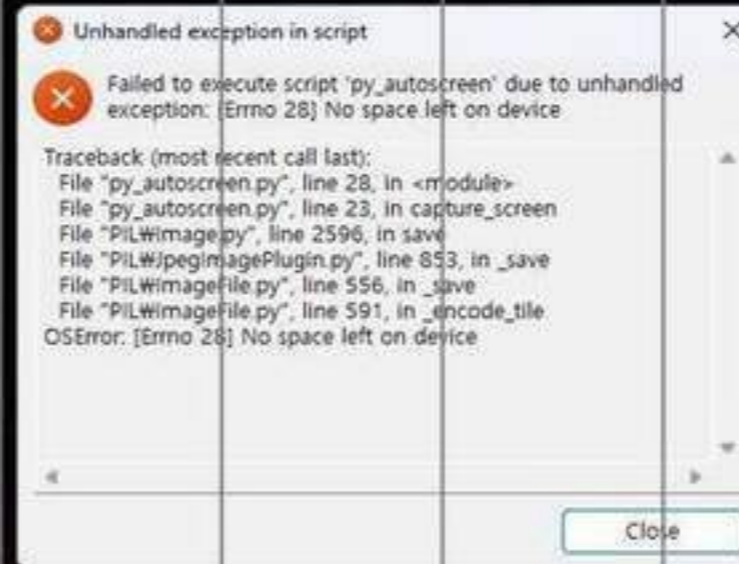 Unhandled exception in script
Failed to execute script 'py_autoscreen' due to unhandled
exception: [Errno 28] No space left on device
Traceback (most recent call last):
File "py_autoscreen.py", line 28, in <module>
File "py_autoscreen.py", line 23, in capture_screen
File "PIL₩Image.py", line 2596, in save
File "PIL₩JpegImagePlugin.py", line 853, in _save
File "PIL₩ImageFile.py", line 556, in _save
File "PIL₩ImageFile.py", line 591, in _encode_tile
OSError: [Errno 28] No space left on device
Close